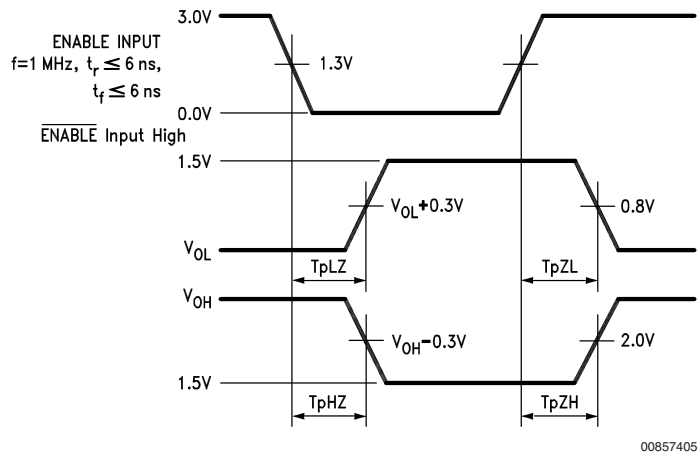 3.0V
ENABLE INPUT
f=1 MHz, tr ≤ 6 ns,
tf ≤ 6 ns
1.3V
0.0V
E̅N̅A̅B̅L̅E̅ Input High
1.5V
VOL+0.3V
0.8V
VOL
TpLZ
TpZL
VOH
VOH−0.3V
2.0V
1.5V
TpHZ
TpZH
00857405